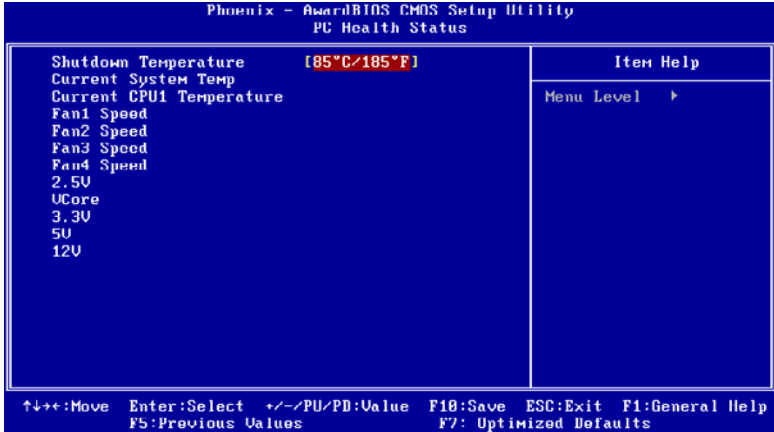 Phoenix - AwardBIOS CMOS Setup Utility
PC Health Status
Shutdown Temperature [85°C/185°F]
Current System Temp
Current CPU1 Temperature
Fan1 Speed
Fan2 Speed
Fan3 Speed
Fan4 Speed
2.5V
VCore
3.3V
5V
12V
Item Help
Menu Level ▸
↑↓→←:Move Enter:Select +/-/PU/PD:Value F10:Save ESC:Exit F1:General Help
F5:Previous Values F7: Optimized Defaults